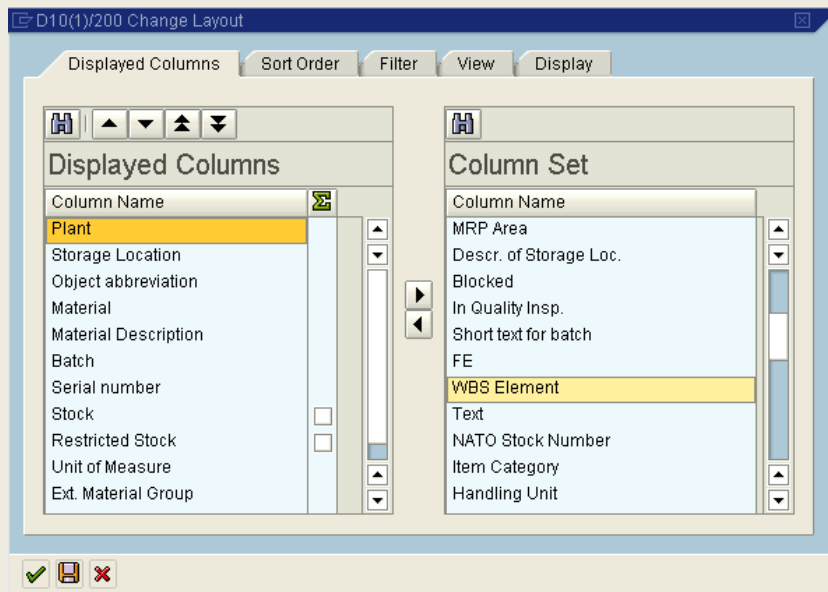 D10(1)/200 Change Layout
Displayed Columns Sort Order Filter View Display
Displayed Columns
Column Name
Plant
Storage Location
Object abbreviation
Material
Material Description
Batch
Serial number
Stock
Restricted Stock
Unit of Measure
Ext. Material Group
Column Set
Column Name
MRP Area
Descr. of Storage Loc.
Blocked
In Quality Insp.
Short text for batch
FE
WBS Element
Text
NATO Stock Number
Item Category
Handling Unit